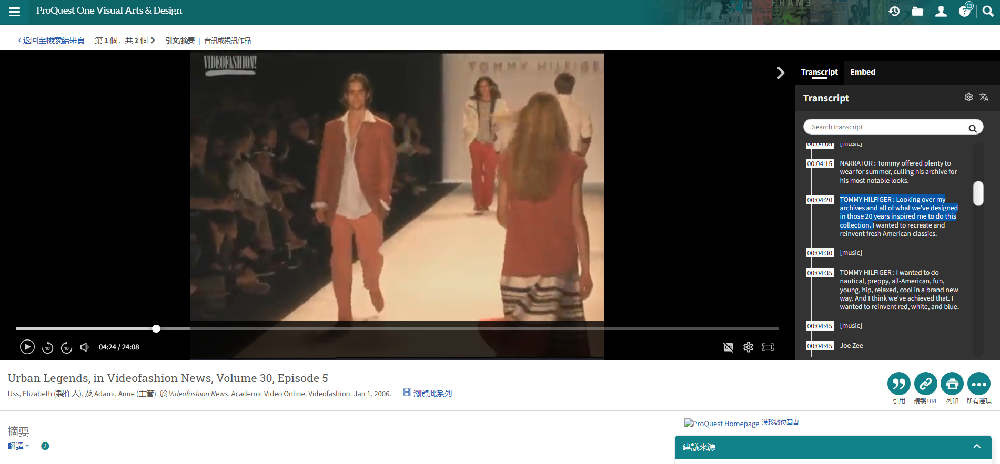 ProQuest One Visual Arts & Design
FRAME
13
返回至檢索結果頁 第 1 個，共 2 個 引文/摘要 | 音訊或視訊作品
VIDEOFASHION!
TOMMY HILFIGER
Transcript Embed
Transcript
Search transcript
00:04:05 [music]
00:04:15 NARRATOR : Tommy offered plenty to
wear for summer, culling his archive for
his most notable looks.
00:04:20 TOMMY HILFIGER : Looking over my
archives and all of what we've designed
in those 20 years inspired me to do this
collection. I wanted to recreate and
reinvent fresh American classics.
00:04:30 [music]
00:04:35 TOMMY HILFIGER : I wanted to do
nautical, preppy, all-American, fun,
young, hip, relaxed, cool in a brand new
way. And I think we've achieved that. I
wanted to reinvent red, white, and blue.
00:04:45 [music]
00:04:45 Joe Zee
10 10 04:24 / 24:08
Urban Legends, in Videofashion News, Volume 30, Episode 5
Uss, Elizabeth (製作人), 及 Adami, Anne (主管). 於 Videofashion News. Academic Video Online. Videofashion. Jan 1, 2006. 瀏覽此系列
引用 複製 URL 列印 所有選項
摘要
翻譯
ProQuest Homepage 漢珍數位圖書
建議來源